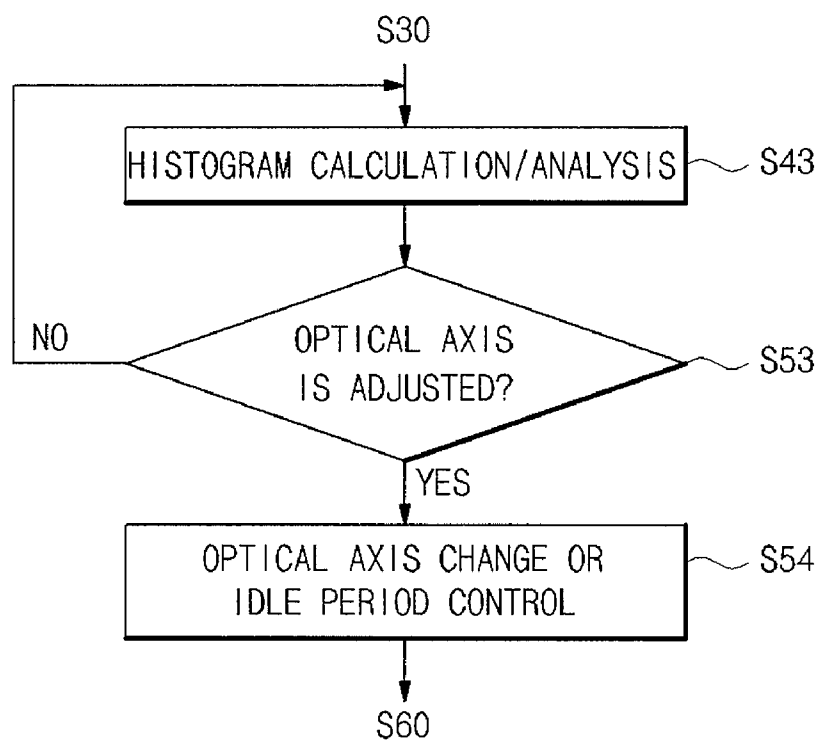 S30
HISTOGRAM CALCULATION/ANALYSIS
S43
OPTICAL AXIS
IS ADJUSTED?
S53
NO
YES
OPTICAL AXIS CHANGE OR
IDLE PERIOD CONTROL
S54
S60